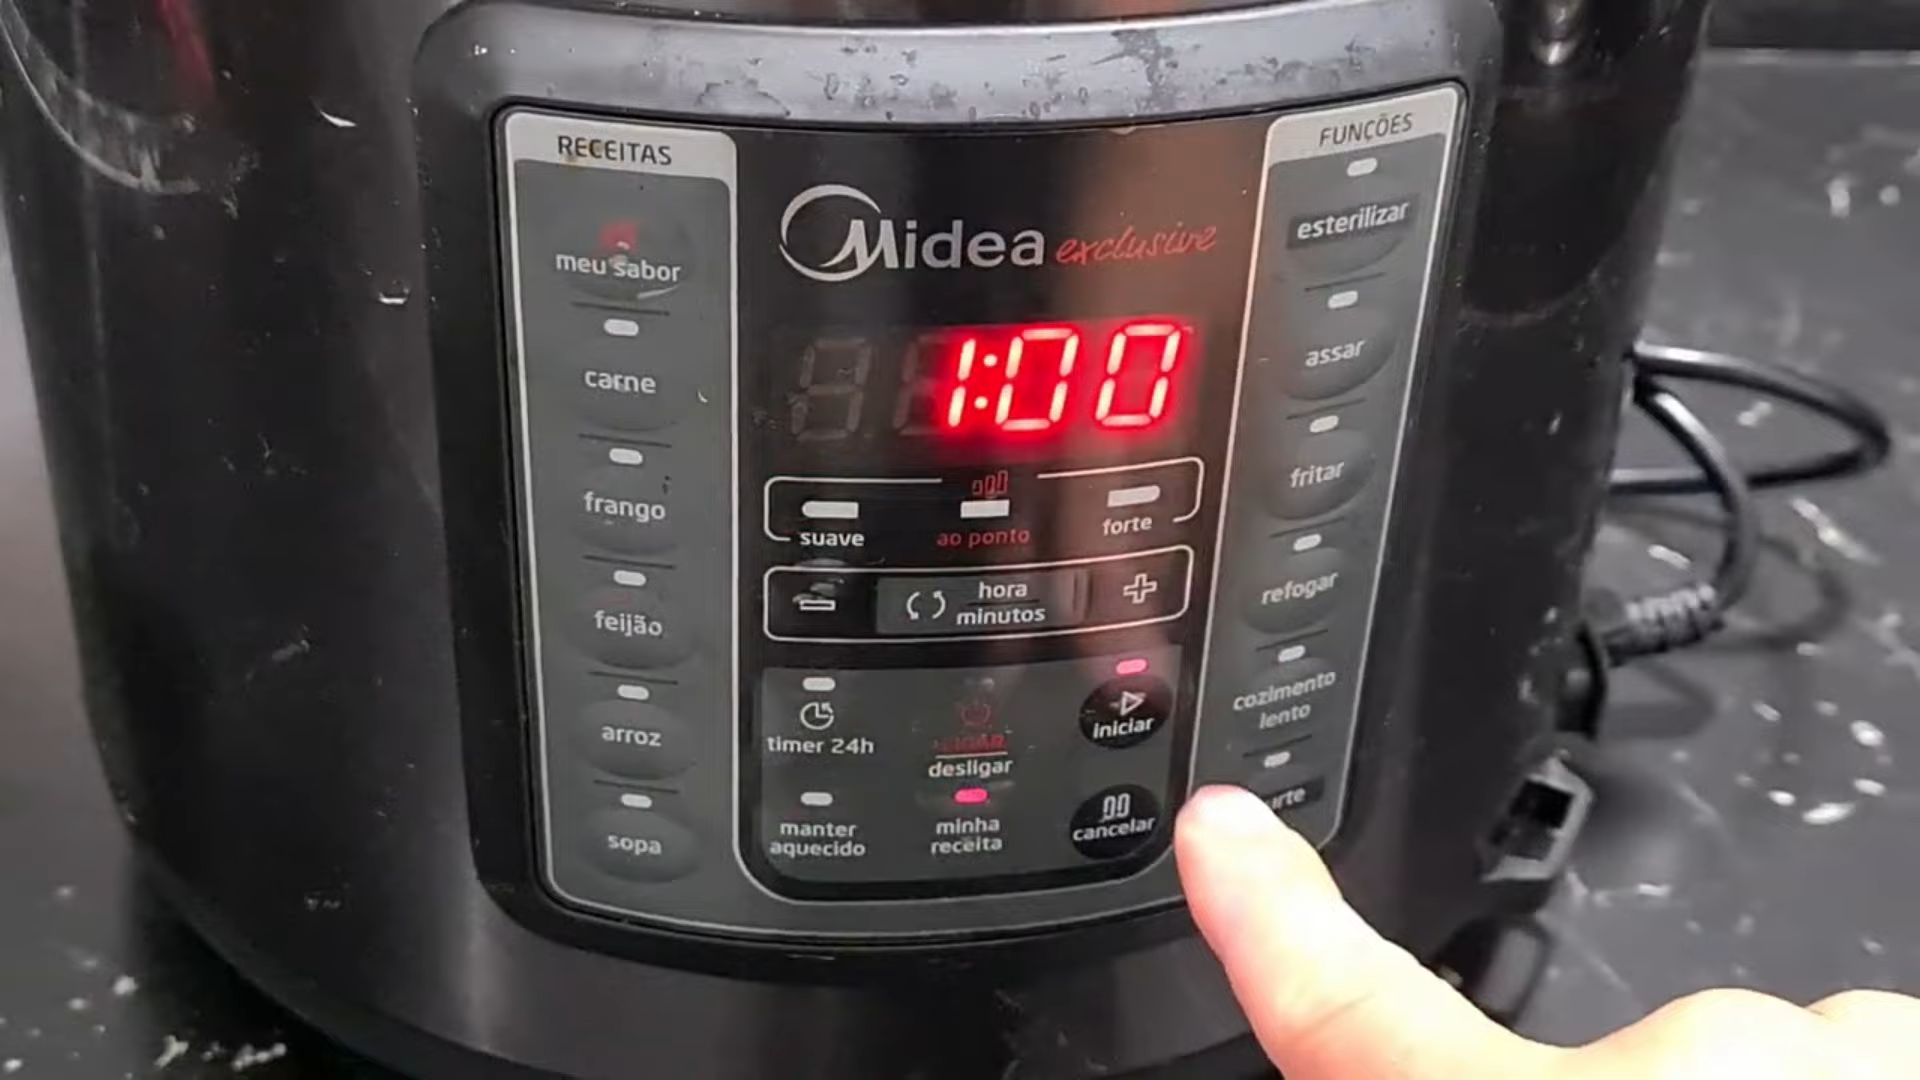 RECEITAS
meu sabor
carne
frango
feijão
arroz
sopa
Midea exclusive
1:00
suave
ao ponto
forte
hora
minutos
timer 24h
LIGAR
desligar
iniciar
manter
aquecido
minha
receita
cancelar
FUNÇÕES
esterilizar
assar
fritar
refogar
cozimento
lento